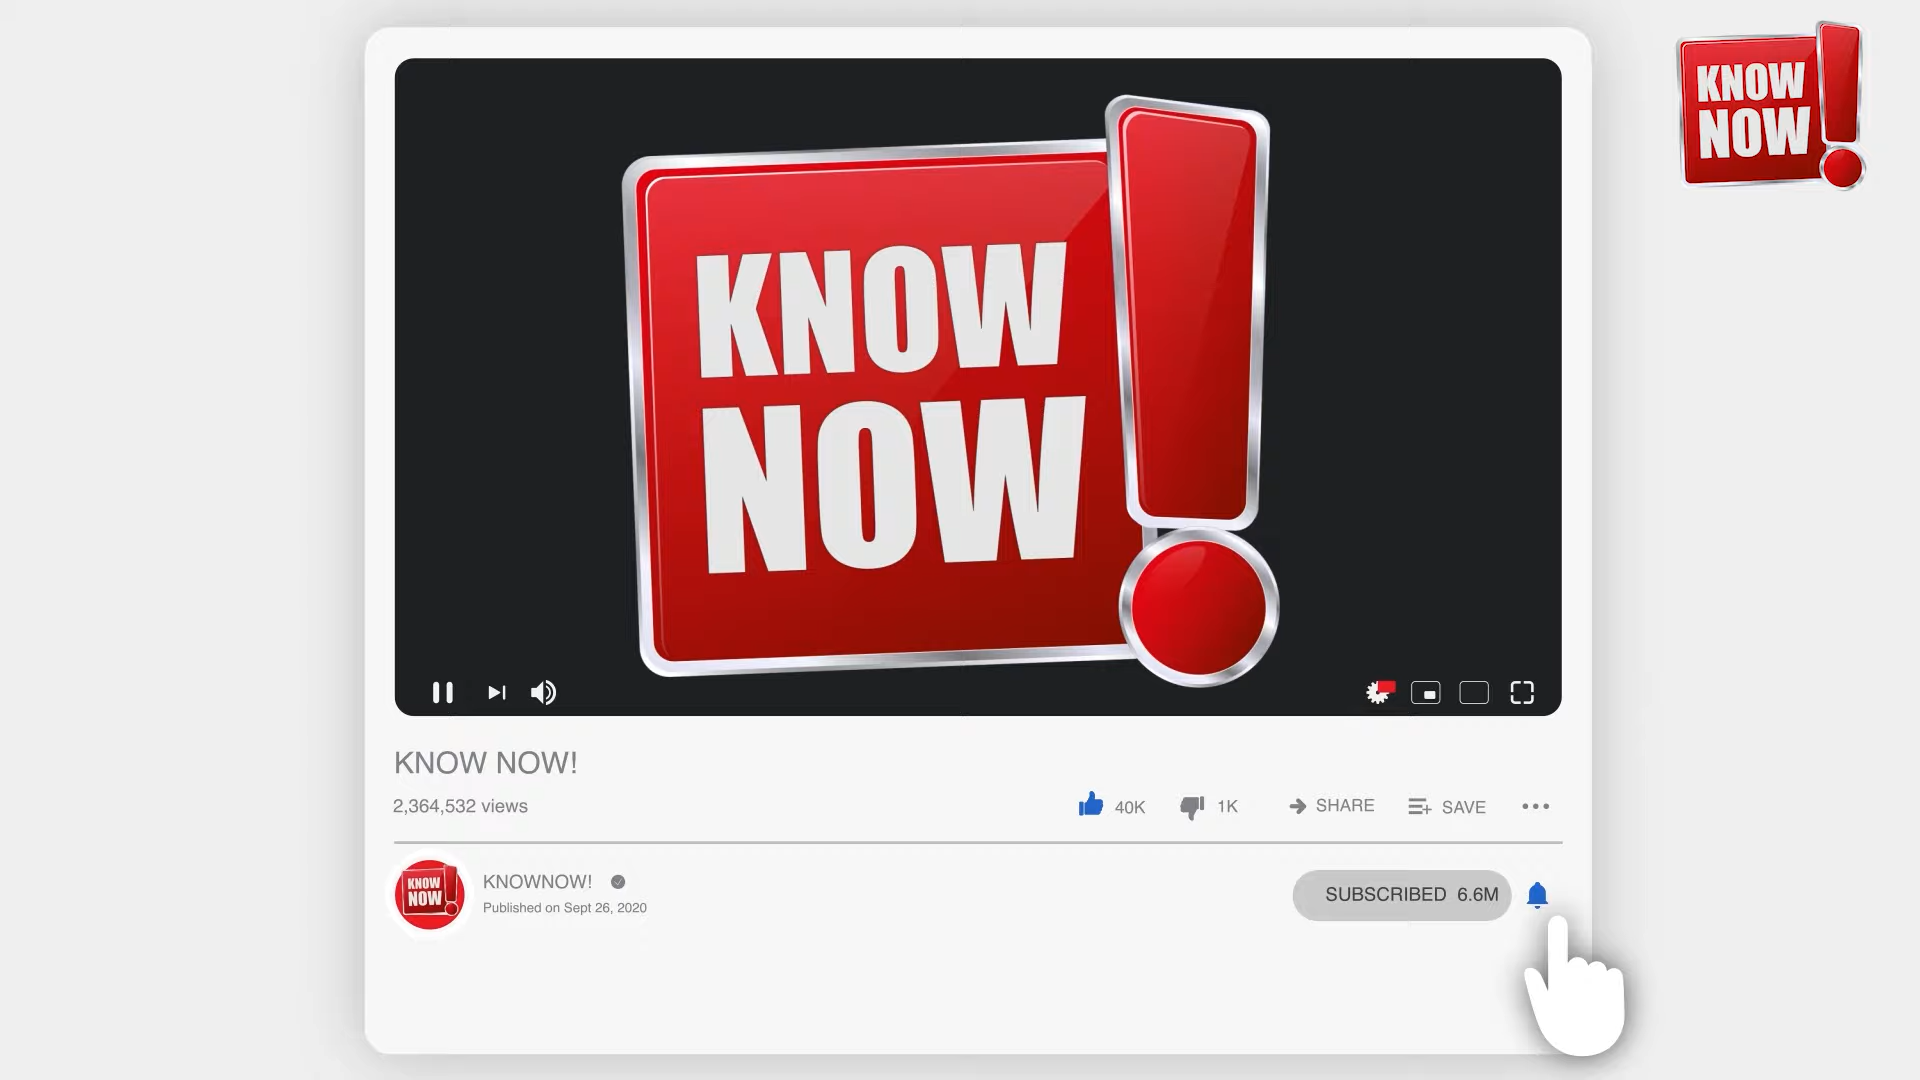 KNOW
NOW!
KNOW
NOW!
KNOW NOW!
2,364,532 views
40K
1K
SHARE
SAVE
KNOW
NOW!
KNOWNOW!
Published on Sept 26, 2020
SUBSCRIBED 6.6M